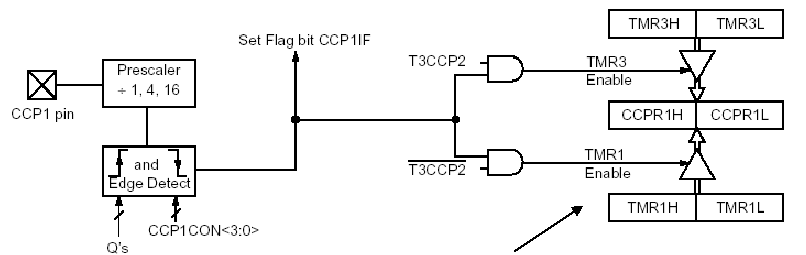 TMR3H TMR3L
Set Flag bit CCP1IF
T3CCP2
Prescaler
÷ 1, 4, 16
TMR3
Enable
CCP1 pin
CCPR1H CCPR1L
and
Edge Detect
T3CCP2
TMR1
Enable
CCP1CON<3:0>
Q's
TMR1H TMR1L